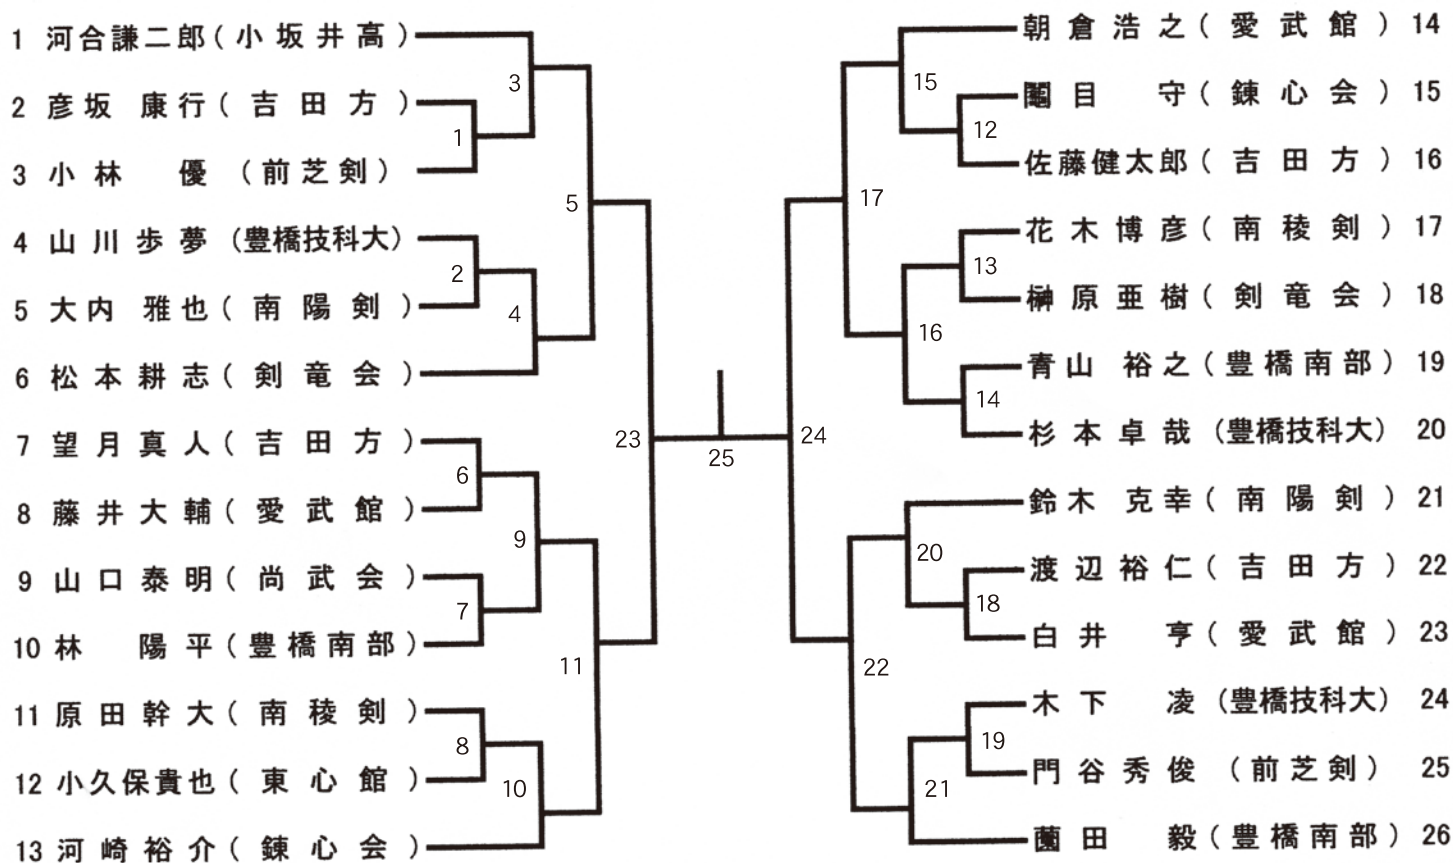 1 河合謙二郎(小坂井高)
2 彦坂 康行(吉田方)
3 小林 優 (前芝剣)
4 山川歩夢 (豊橋技科大)
5 大内 雅也(南陽剣)
6 松本耕志(剣竜会)
7 望月真人(吉田方)
8 藤井大輔(愛武館)
9 山口泰明(尚武会)
10 林 陽平(豊橋南部)
11 原田幹大(南稜剣)
12 小久保貴也(東心館)
13 河崎裕介(錬心会)
3
1
5
2
4
6
9
7
11
8
10
23
25
24
15
12
17
13
16
14
20
18
22
19
21
朝倉浩之(愛武館) 14
目 守(錬心会) 15
佐藤健太郎(吉田方) 16
花木博彦(南稜剣) 17
榊原亜樹(剣竜会) 18
青山 裕之(豊橋南部) 19
杉本卓哉 (豊橋技科大) 20
鈴木 克幸(南陽剣) 21
渡辺裕仁(吉田方) 22
白井 亨(愛武館) 23
木下 凌 (豊橋技科大) 24
門谷秀俊 (前芝剣) 25
薗田 毅(豊橋南部) 26